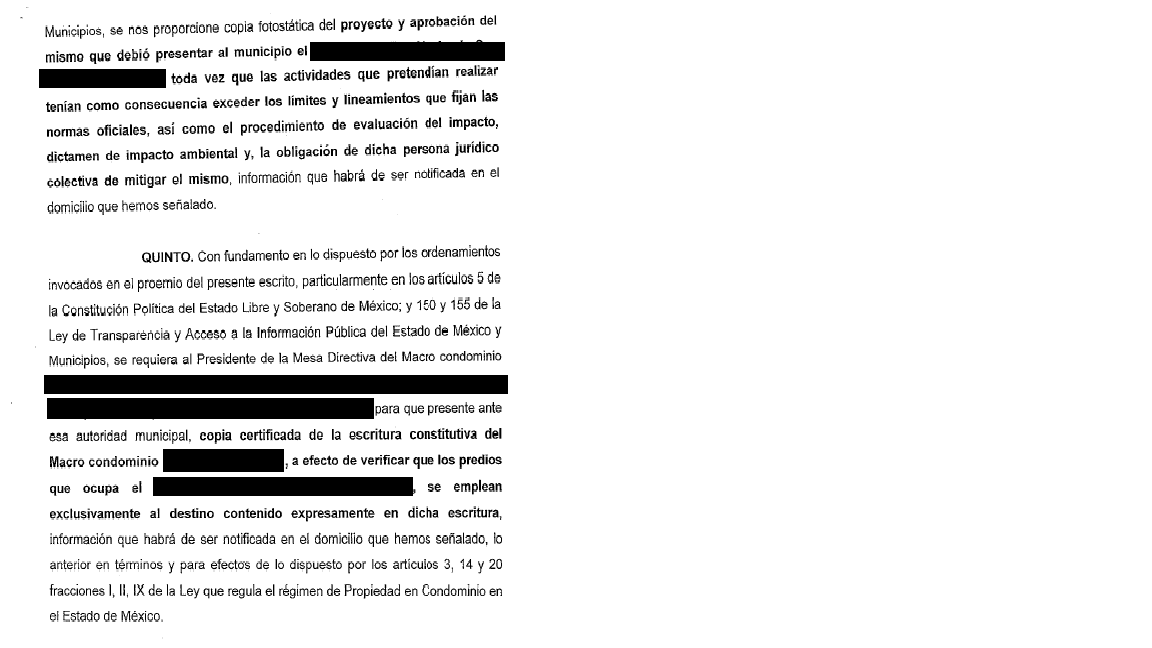 Municipios, se nos proporcione copia fotostática del proyecto y aprobación del
mismo que debió presentar al municipio el
toda vez que las actividades que pretendían realizar
tenían como consecuencia exceder los límites y lineamientos que fijan las
normas oficiales, así como el procedimiento de evaluación del impacto,
dictamen de impacto ambiental y, la obligación de dicha persona jurídico
colectiva de mitigar el mismo, información que habrá de ser notificada en el
domicilio que hemos señalado.
QUINTO. Con fundamento en lo dispuesto por los ordenamientos
invocados en el proemio del presente escrito, particularmente en los artículos 5 de
la Constitución Política del Estado Libre y Soberano de México; y 150 y 155 de la
Ley de Transparencia y Acceso a la Información Pública del Estado de México y
Municipios, se requiera al Presidente de la Mesa Directiva del Macro condominio
para que presente ante
esa autoridad municipal, copia certificada de la escritura constitutiva del
Macro condominio , a efecto de verificar que los predios
que ocupa el , se emplean
exclusivamente al destino contenido expresamente en dicha escritura,
información que habrá de ser notificada en el domicilio que hemos señalado, lo
anterior en términos y para efectos de lo dispuesto por los artículos 3, 14 y 20
fracciones I, II, IX de la Ley que regula el régimen de Propiedad en Condominio en
el Estado de México.